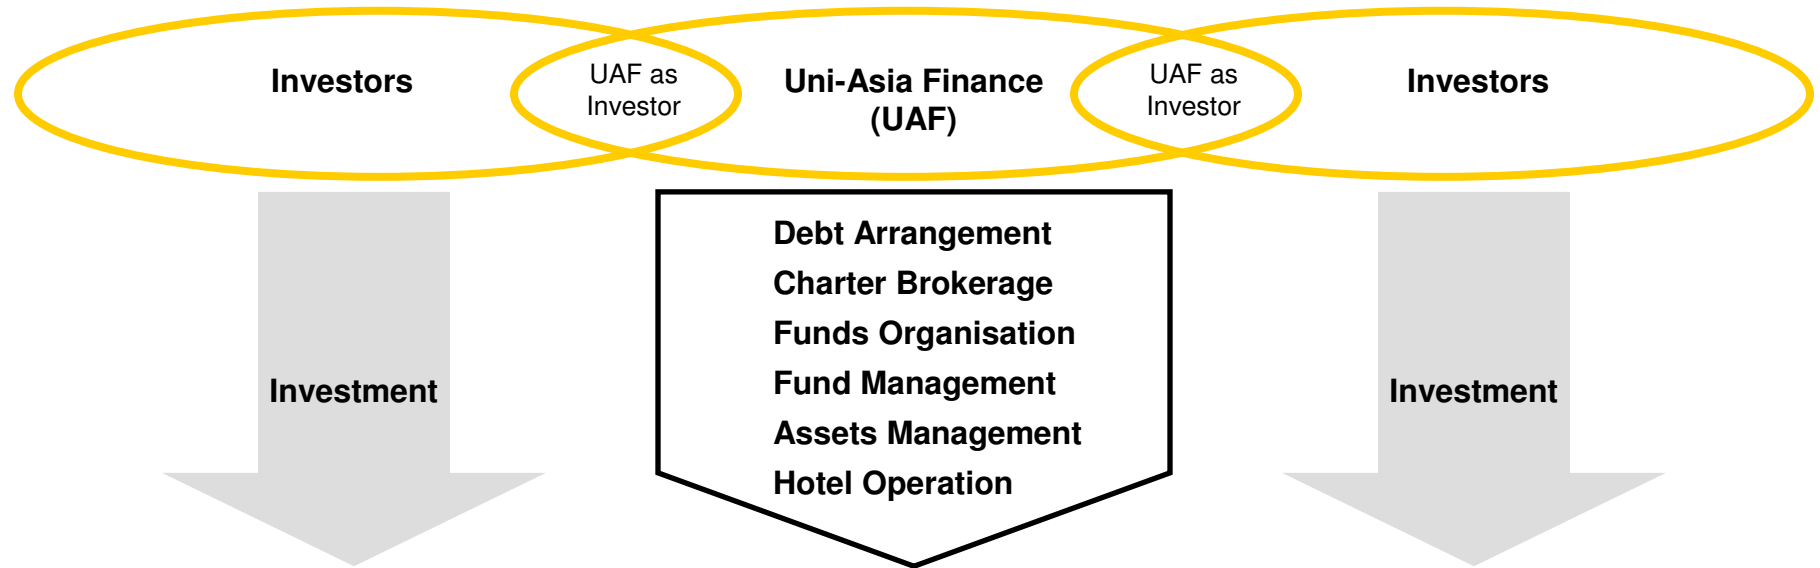 Investors
UAF as
Investor
Uni-Asia Finance
(UAF)
UAF as
Investor
Investors
Investment
Debt Arrangement
Charter Brokerage
Funds Organisation
Fund Management
Assets Management
Hotel Operation
Investment